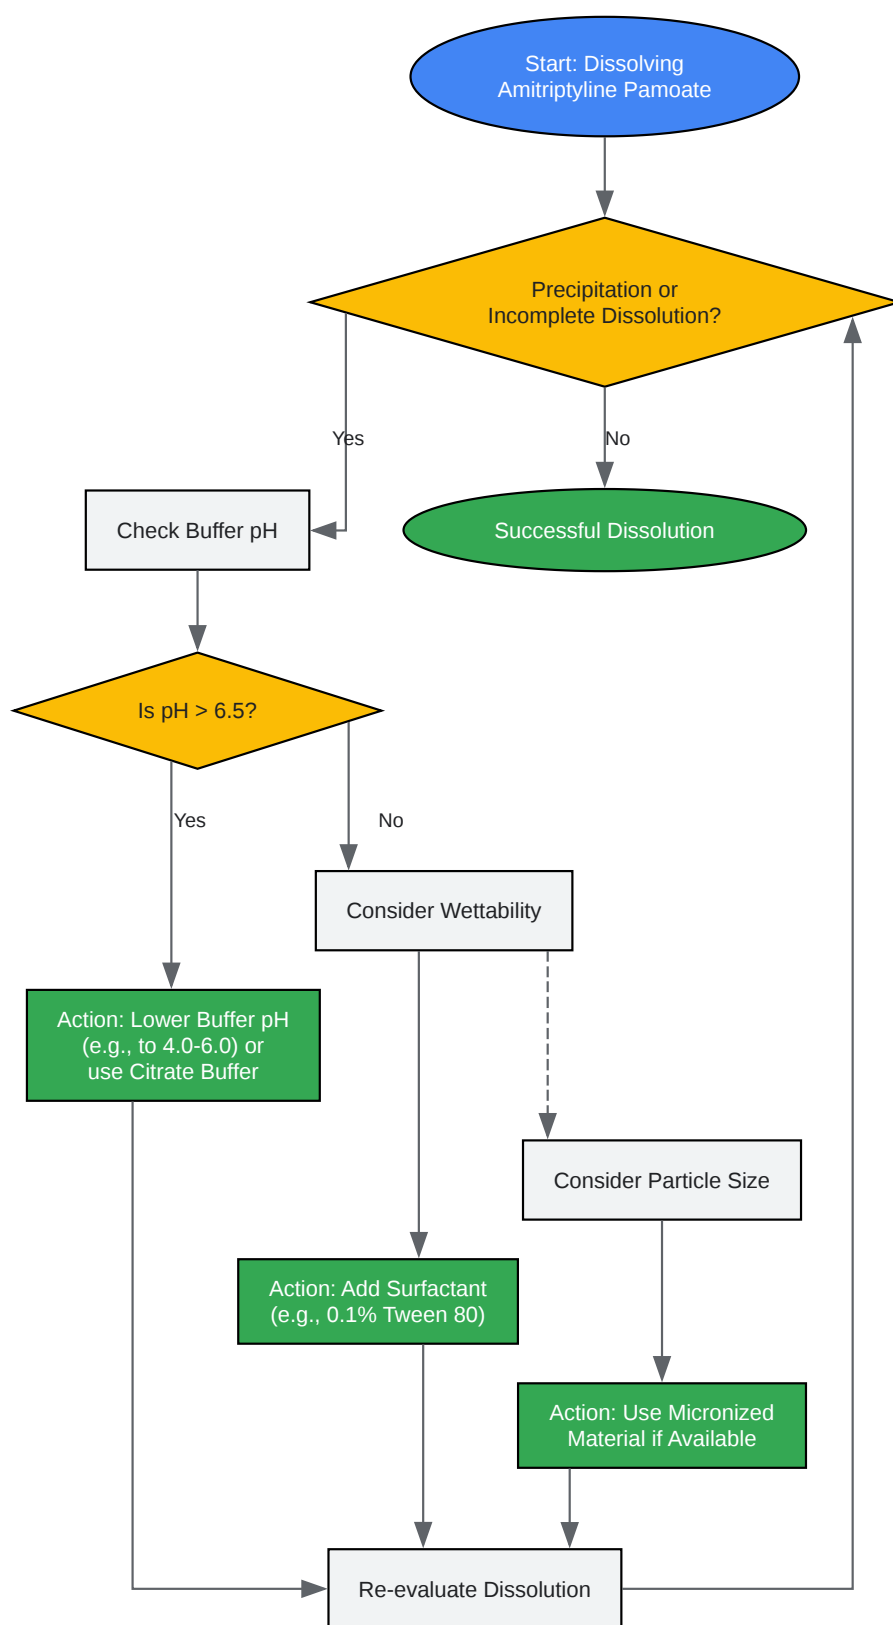 Start: Dissolving
Amitriptyline Pamoate
Precipitation or
Incomplete Dissolution?
Yes
No
Check Buffer pH
Successful Dissolution
Is pH > 6.5?
Yes
No
Consider Wettability
Action: Lower Buffer pH
(e.g., to 4.0-6.0) or
use Citrate Buffer
Consider Particle Size
Action: Add Surfactant
(e.g., 0.1% Tween 80)
Action: Use Micronized
Material if Available
Re-evaluate Dissolution